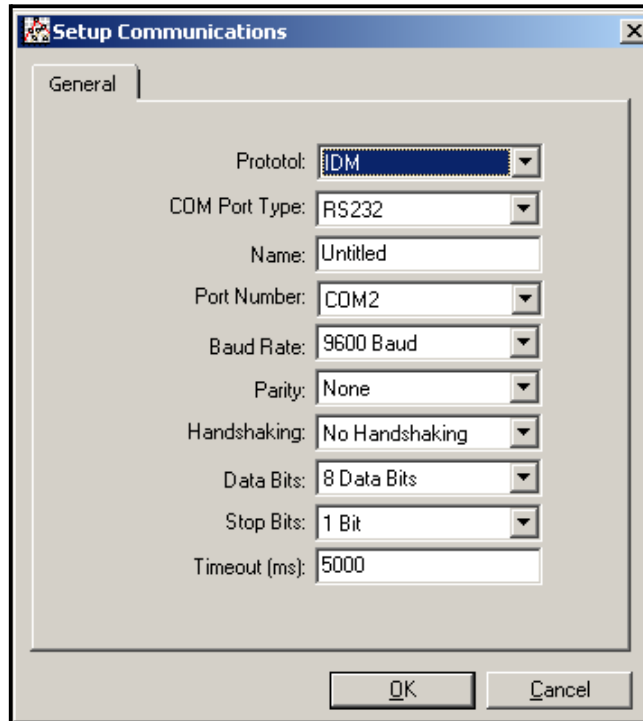 Setup Communications
General
Prototol: IDM
COM Port Type: RS232
Name: Untitled
Port Number: COM2
Baud Rate: 9600 Baud
Parity: None
Handshaking: No Handshaking
Data Bits: 8 Data Bits
Stop Bits: 1 Bit
Timeout (ms): 5000
OK Cancel